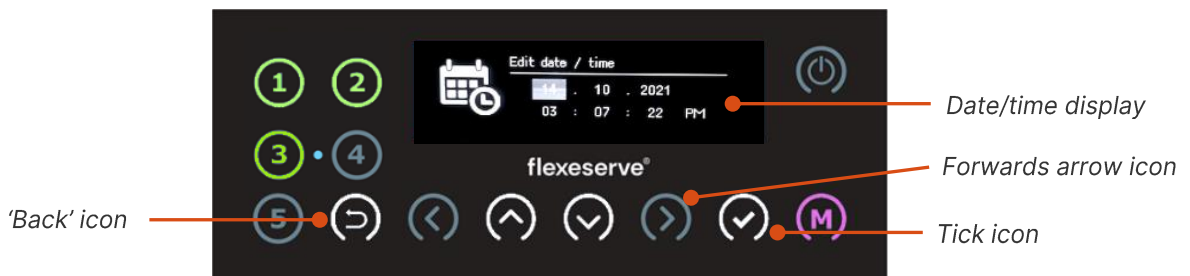 1 2
Edit date / time
14 . 10 . 2021
03 : 07 : 22 PM
Date/time display
3 4
flexeserve®
Forwards arrow icon
'Back' icon
5
M
Tick icon